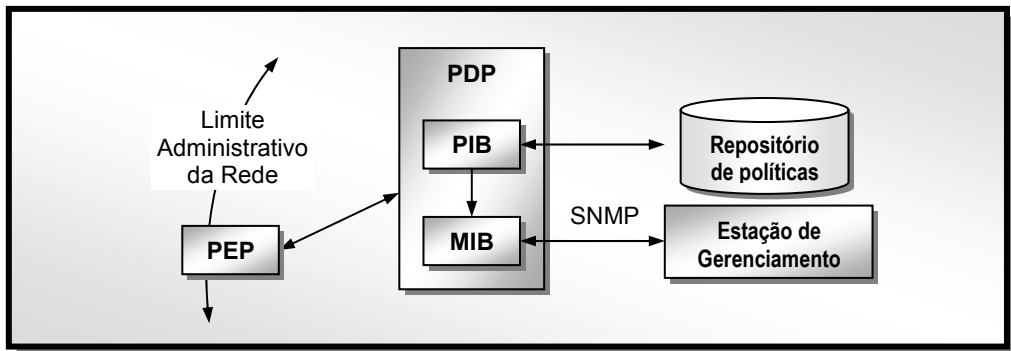 PDP
Limite
Administrativo
da Rede
PIB
Repositório
de políticas
SNMP
PEP
MIB
Estação de
Gerenciamento